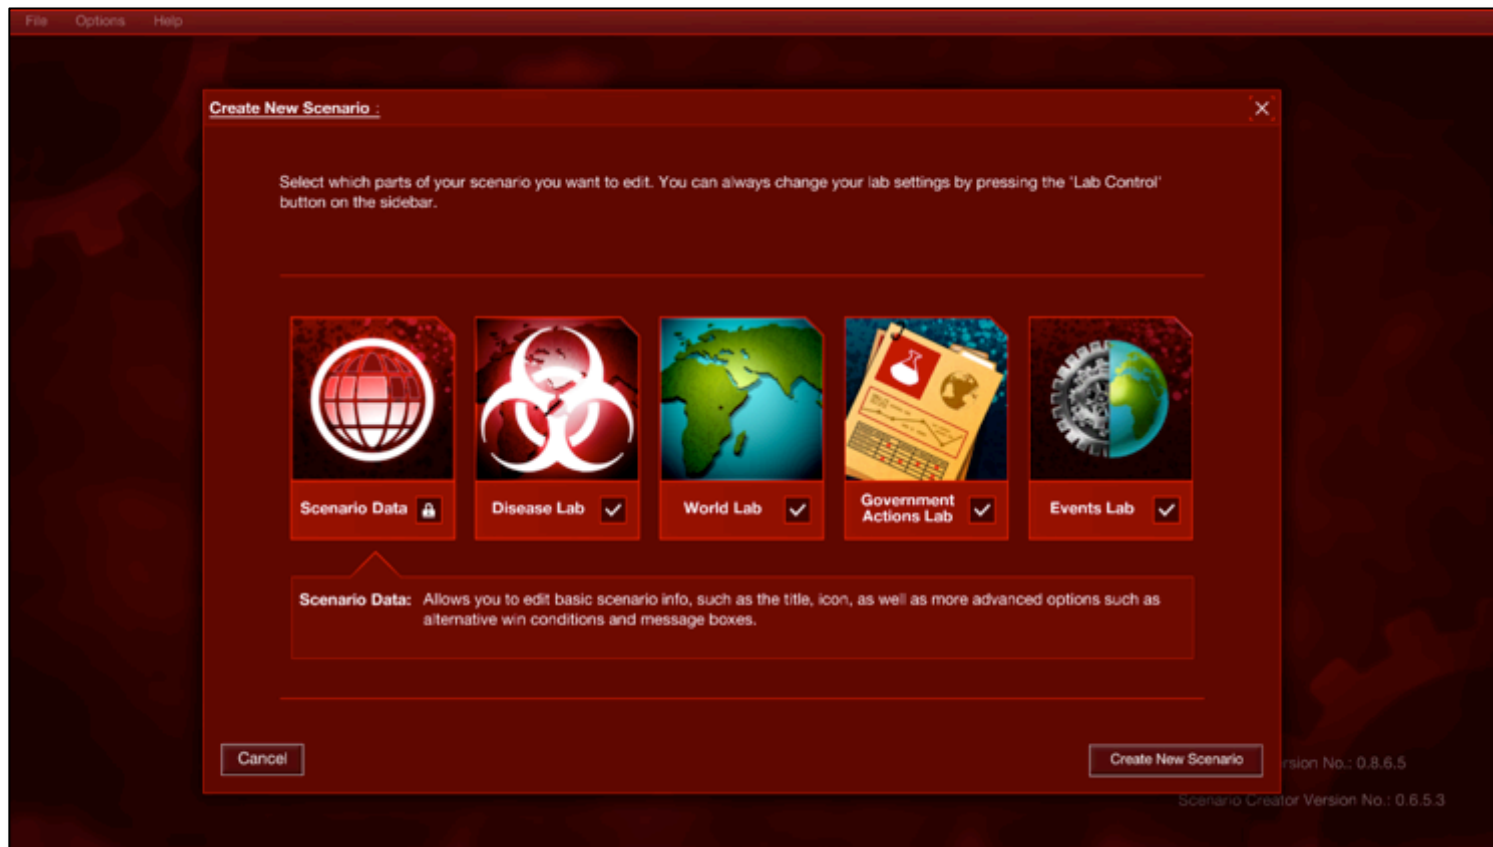 File Options Help
Create New Scenario :
Select which parts of your scenario you want to edit. You can always change your lab settings by pressing the 'Lab Control'
button on the sidebar.
Scenario Data
Disease Lab
World Lab
Government
Actions Lab
Events Lab
Scenario Data: Allows you to edit basic scenario info, such as the title, icon, as well as more advanced options such as
alternative win conditions and message boxes.
Cancel
Create New Scenario
rsion No.: 0.8.6.5
Scenario Creator Version No.: 0.6.5.3